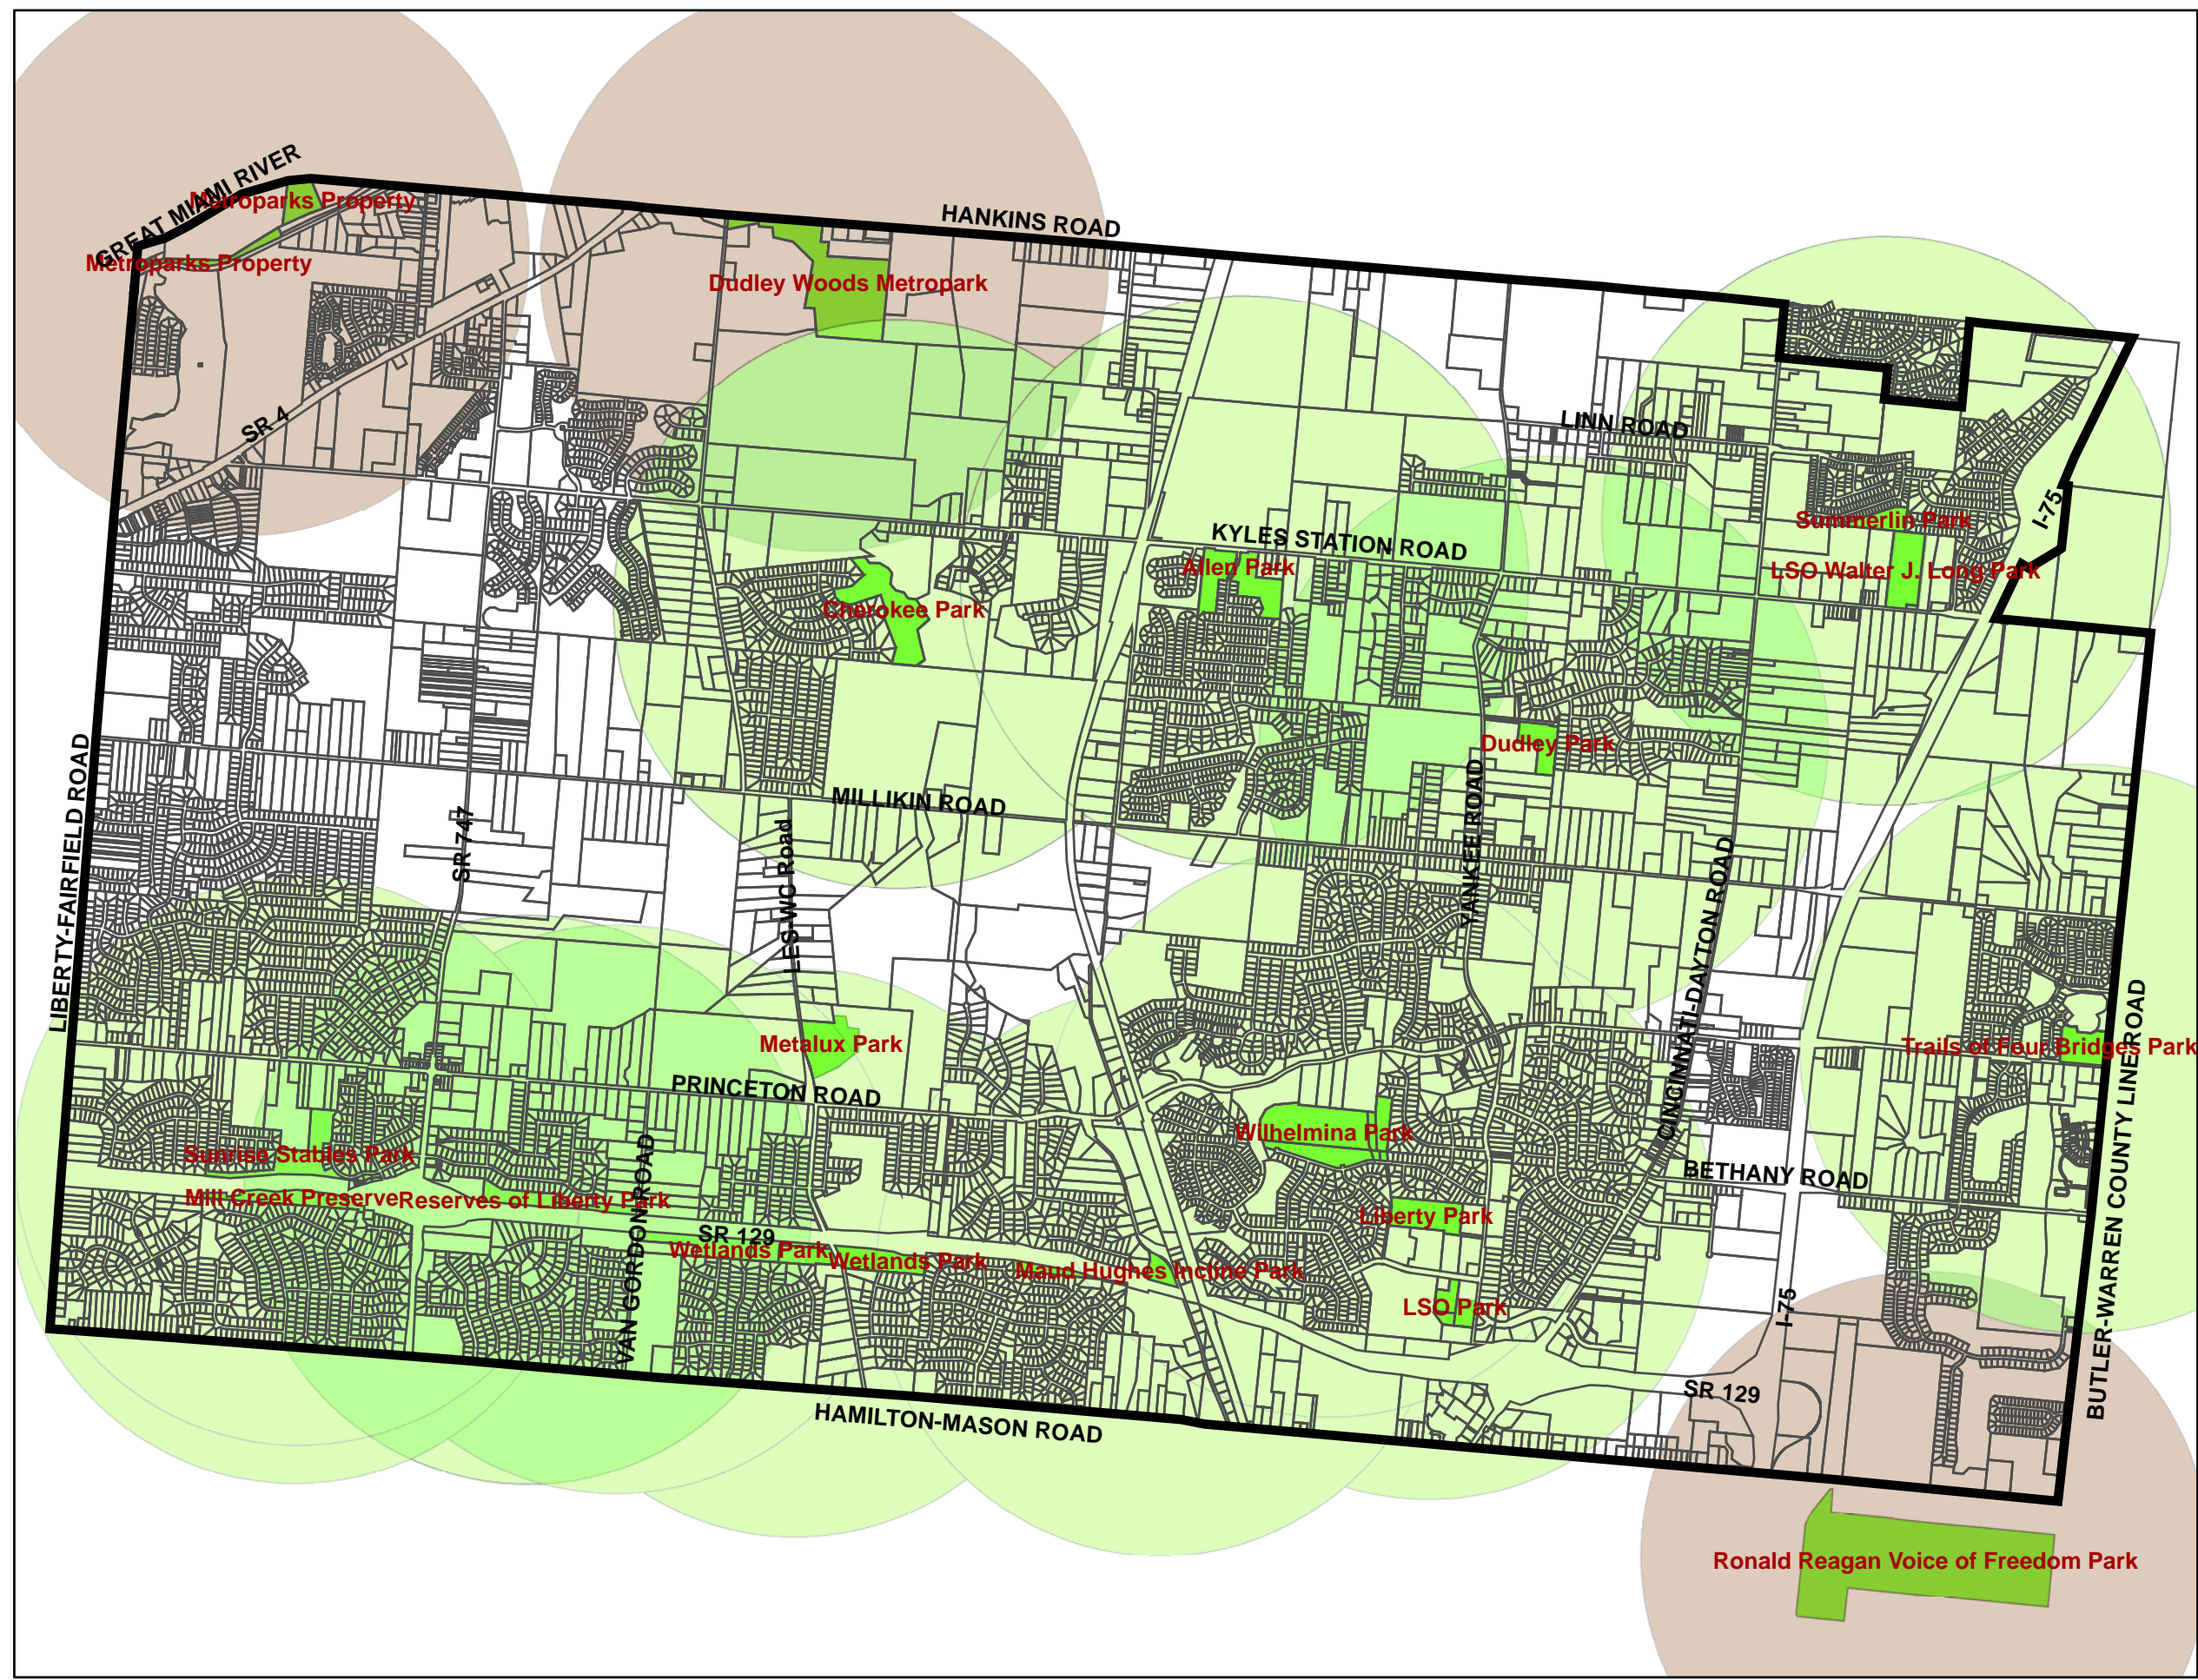 GREAT MIAMI RIVER
Metroparks Property
Metroparks Property
HANKINS ROAD
Dudley Woods Metropark
SR 4
LINN ROAD
I-75
Summerlin Park
KYLES STATION ROAD
Allen Park
LSO Walter J. Long Park
Cherokee Park
Dudley Park
LIBERTY-FAIRFIELD ROAD
SR 747
MILLIKIN ROAD
LES-WC Road
YANKEE ROAD
CINCINNATI-DAYTON ROAD
Metalux Park
Trails of Four Bridges Park
PRINCETON ROAD
Wilhelmina Park
Sunrise Stables Park
BETHANY ROAD
Mill Creek Preserve
Reserves of Liberty Park
VAN GORDON ROAD
Liberty Park
SR 129
Wetlands Park
Wetlands Park
Maud Hughes Incline Park
LSO Park
I-75
BUTLER-WARREN COUNTY LINE ROAD
SR 129
HAMILTON-MASON ROAD
Ronald Reagan Voice of Freedom Park